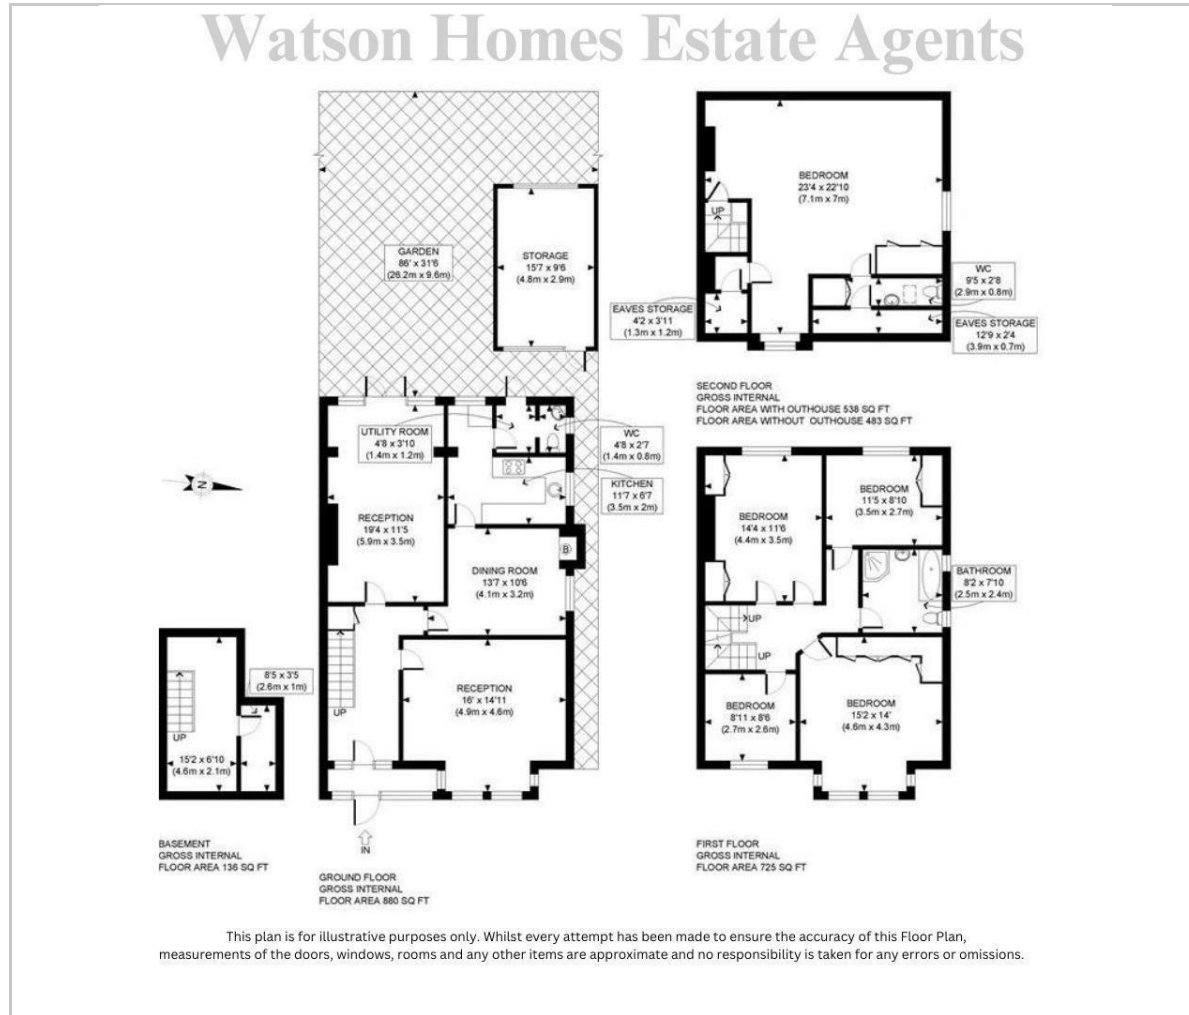 Watson Homes Estate Agents
GARDEN
86' x 31'6
(26.2m x 9.6m)
STORAGE
15'7 x 9'6
(4.8m x 2.9m)
BEDROOM
23'4 x 22'10
(7.1m x 7m)
UP
WC
9'5 x 2'8
(2.9m x 0.8m)
EAVES STORAGE
4'2 x 3'11
(1.3m x 1.2m)
EAVES STORAGE
12'9 x 2'4
(3.9m x 0.7m)
SECOND FLOOR
GROSS INTERNAL
FLOOR AREA WITH OUTHOUSE 538 SQ FT
FLOOR AREA WITHOUT OUTHOUSE 483 SQ FT
UTILITY ROOM
4'8 x 3'10
(1.4m x 1.2m)
WC
4'8 x 2'7
(1.4m x 0.8m)
KITCHEN
11'7 x 6'7
(3.5m x 2m)
RECEPTION
19'4 x 11'5
(5.9m x 3.5m)
B
DINING ROOM
13'7 x 10'6
(4.1m x 3.2m)
RECEPTION
16' x 14'11
(4.9m x 4.6m)
UP
IN
N
8'5 x 3'5
(2.6m x 1m)
UP
15'2 x 6'10
(4.6m x 2.1m)
BEDROOM
14'4 x 11'6
(4.4m x 3.5m)
BEDROOM
11'5 x 8'10
(3.5m x 2.7m)
BATHROOM
8'2 x 7'10
(2.5m x 2.4m)
UP
UP
BEDROOM
8'11 x 8'6
(2.7m x 2.6m)
BEDROOM
15'2 x 14'
(4.6m x 4.3m)
BASEMENT
GROSS INTERNAL
FLOOR AREA 136 SQ FT
GROUND FLOOR
GROSS INTERNAL
FLOOR AREA 880 SQ FT
FIRST FLOOR
GROSS INTERNAL
FLOOR AREA 725 SQ FT
This plan is for illustrative purposes only. Whilst every attempt has been made to ensure the accuracy of this Floor Plan,
measurements of the doors, windows, rooms and any other items are approximate and no responsibility is taken for any errors or omissions.